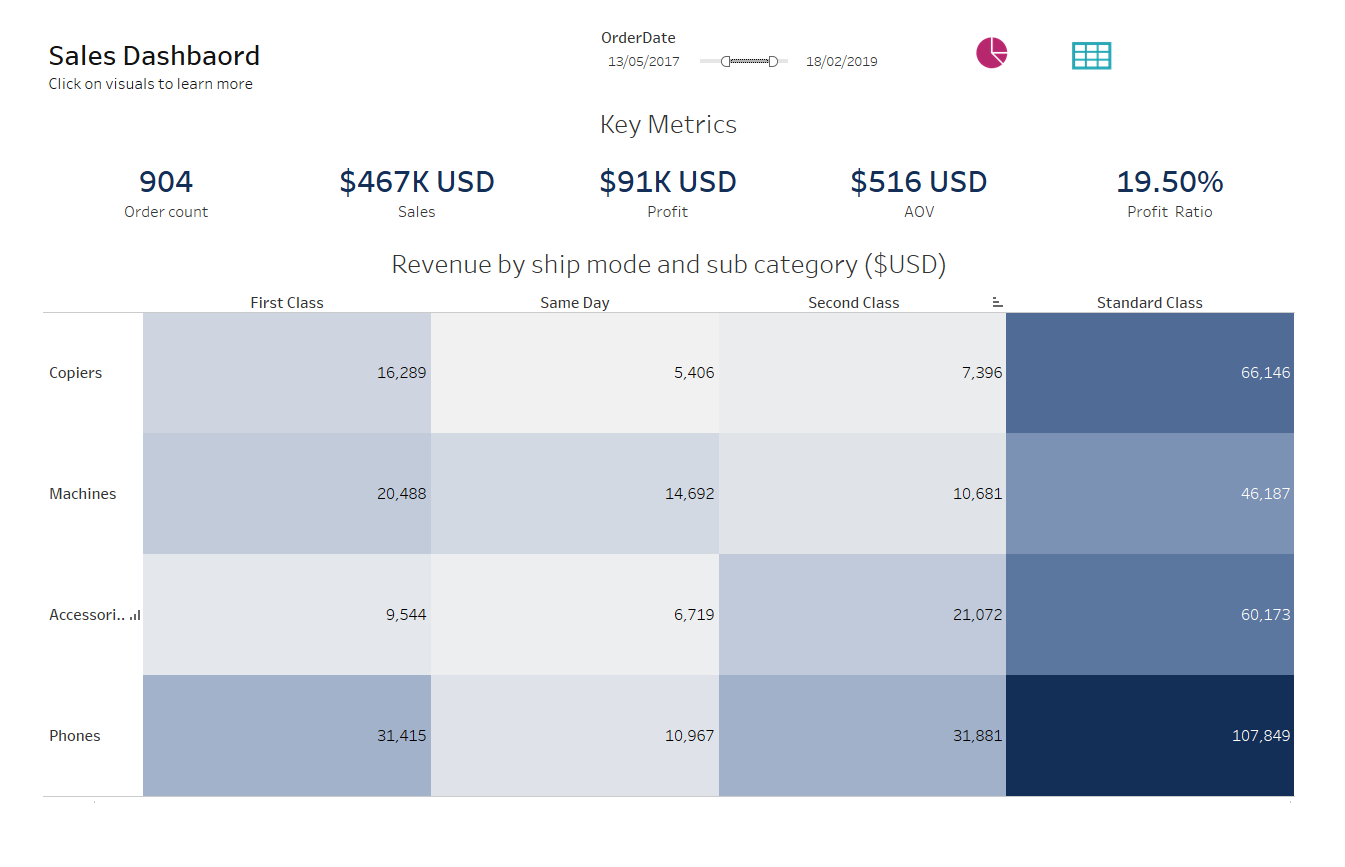 Sales Dashbaord
Click on visuals to learn more
OrderDate
13/05/2017 18/02/2019
Key Metrics
904 $467K USD $91K USD $516 USD 19.50%
Order count Sales Profit AOV Profit Ratio
Revenue by ship mode and sub category ($USD)
First Class Same Day Second Class Standard Class
Copiers 16,289 5,406 7,396 66,146
Machines 20,488 14,692 10,681 46,187
Accessori.. 9,544 6,719 21,072 60,173
Phones 31,415 10,967 31,881 107,849